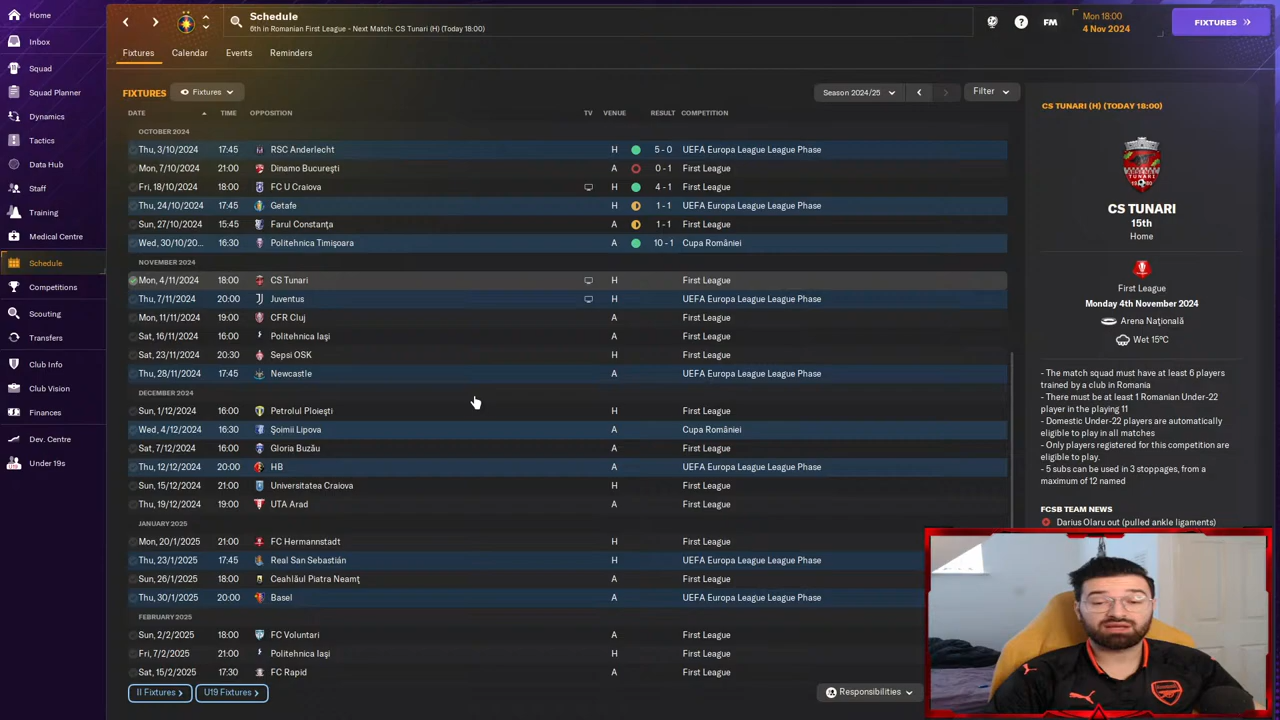 Home
Inbox
Squad
Squad Planner
Dynamics
Tactics
Data Hub
Staff
Training
Medical Centre
Schedule
Competitions
Scouting
Transfers
Club Info
Club Vision
Finances
Dev. Centre
Under 19s
Schedule
6th in Romanian First League - Next Match: CS Tunari (H) (Today 18:00)
FM
Mon 18:00
4 Nov 2024
FIXTURES
Fixtures Calendar Events Reminders
FIXTURES Fixtures Season 2024/25 Filter
DATE TIME OPPOSITION TV VENUE RESULT COMPETITION
OCTOBER 2024
Thu, 3/10/2024 17:45 RSC Anderlecht H 5 - 0 UEFA Europa League League Phase
Mon, 7/10/2024 21:00 Dinamo Bucureşti A 0 - 1 First League
Fri, 18/10/2024 18:00 FC U Craiova H 4 - 1 First League
Thu, 24/10/2024 17:45 Getafe H 1 - 1 UEFA Europa League League Phase
Sun, 27/10/2024 15:45 Farul Constanţa A 1 - 1 First League
Wed, 30/10/20... 16:30 Politehnica Timişoara A 10 - 1 Cupa României
NOVEMBER 2024
Mon, 4/11/2024 18:00 CS Tunari H First League
Thu, 7/11/2024 20:00 Juventus H UEFA Europa League League Phase
Mon, 11/11/2024 19:00 CFR Cluj A First League
Sat, 16/11/2024 16:00 Politehnica Iaşi A First League
Sat, 23/11/2024 20:30 Sepsi OSK H First League
Thu, 28/11/2024 17:45 Newcastle A UEFA Europa League League Phase
DECEMBER 2024
Sun, 1/12/2024 16:00 Petrolul Ploieşti H First League
Wed, 4/12/2024 16:30 Şoimii Lipova A Cupa României
Sat, 7/12/2024 16:00 Gloria Buzău A First League
Thu, 12/12/2024 20:00 HB A UEFA Europa League League Phase
Sun, 15/12/2024 21:00 Universitatea Craiova H First League
Thu, 19/12/2024 19:00 UTA Arad A First League
JANUARY 2025
Mon, 20/1/2025 21:00 FC Hermannstadt H First League
Thu, 23/1/2025 17:45 Real San Sebastián H UEFA Europa League League Phase
Sun, 26/1/2025 18:00 Ceahlăul Piatra Neamţ A First League
Thu, 30/1/2025 20:00 Basel A UEFA Europa League League Phase
FEBRUARY 2025
Sun, 2/2/2025 18:00 FC Voluntari A First League
Fri, 7/2/2025 21:00 Politehnica Iaşi H First League
Sat, 15/2/2025 17:30 FC Rapid A First League
II Fixtures U19 Fixtures Responsibilities
CS TUNARI (H) (TODAY 18:00)
TUNARI
CS TUNARI
15th
Home
First League
Monday 4th November 2024
Arena Naţională
Wet 15°C
- The match squad must have at least 6 players
trained by a club in Romania
- There must be at least 1 Romanian Under-22
player in the playing 11
- Domestic Under-22 players are automatically
eligible to play in all matches
- Only players registered for this competition are
eligible to play.
- 5 subs can be used in 3 stoppages, from a
maximum of 12 named
FCSB TEAM NEWS
Darius Olaru out (pulled ankle ligaments)